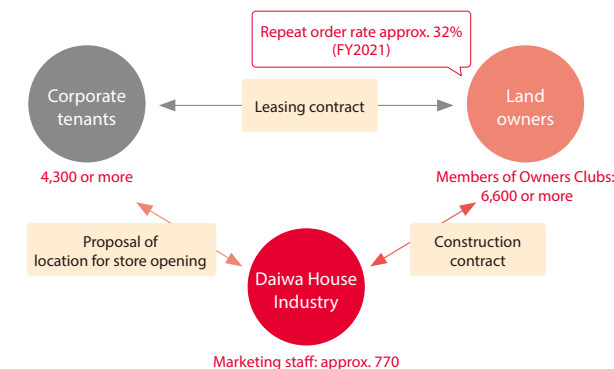 Repeat order rate approx. 32%
(FY2021)
Corporate
tenants
Leasing contract
Land
owners
4,300 or more
Members of Owners Clubs:
6,600 or more
Proposal of
location for store opening
Construction
contract
Daiwa House
Industry
Marketing staff: approx. 770